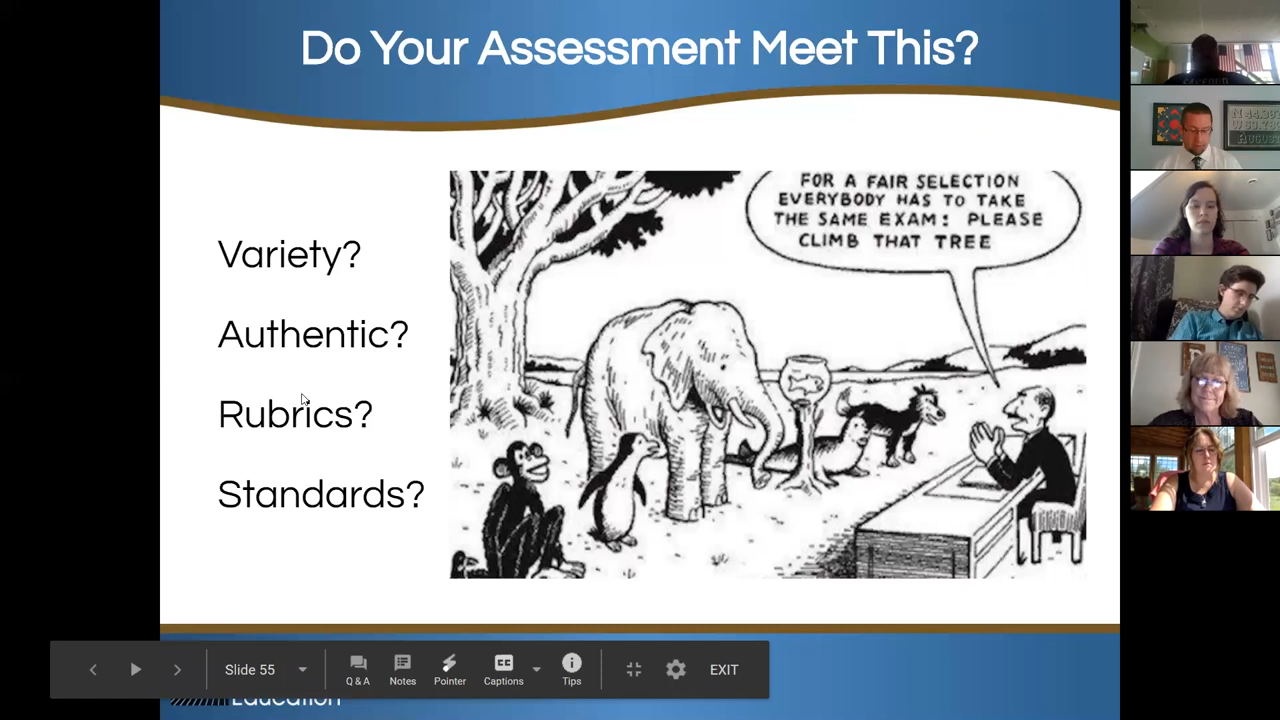 Do Your Assessment Meet This?
Variety?
Authentic?
Rubrics?
Standards?
FOR A FAIR SELECTION
EVERYBODY HAS TO TAKE
THE SAME EXAM: PLEASE
CLIMB THAT TREE
Slide 55
Q & A
Notes
Pointer
CC
Captions
Tips
EXIT
Education